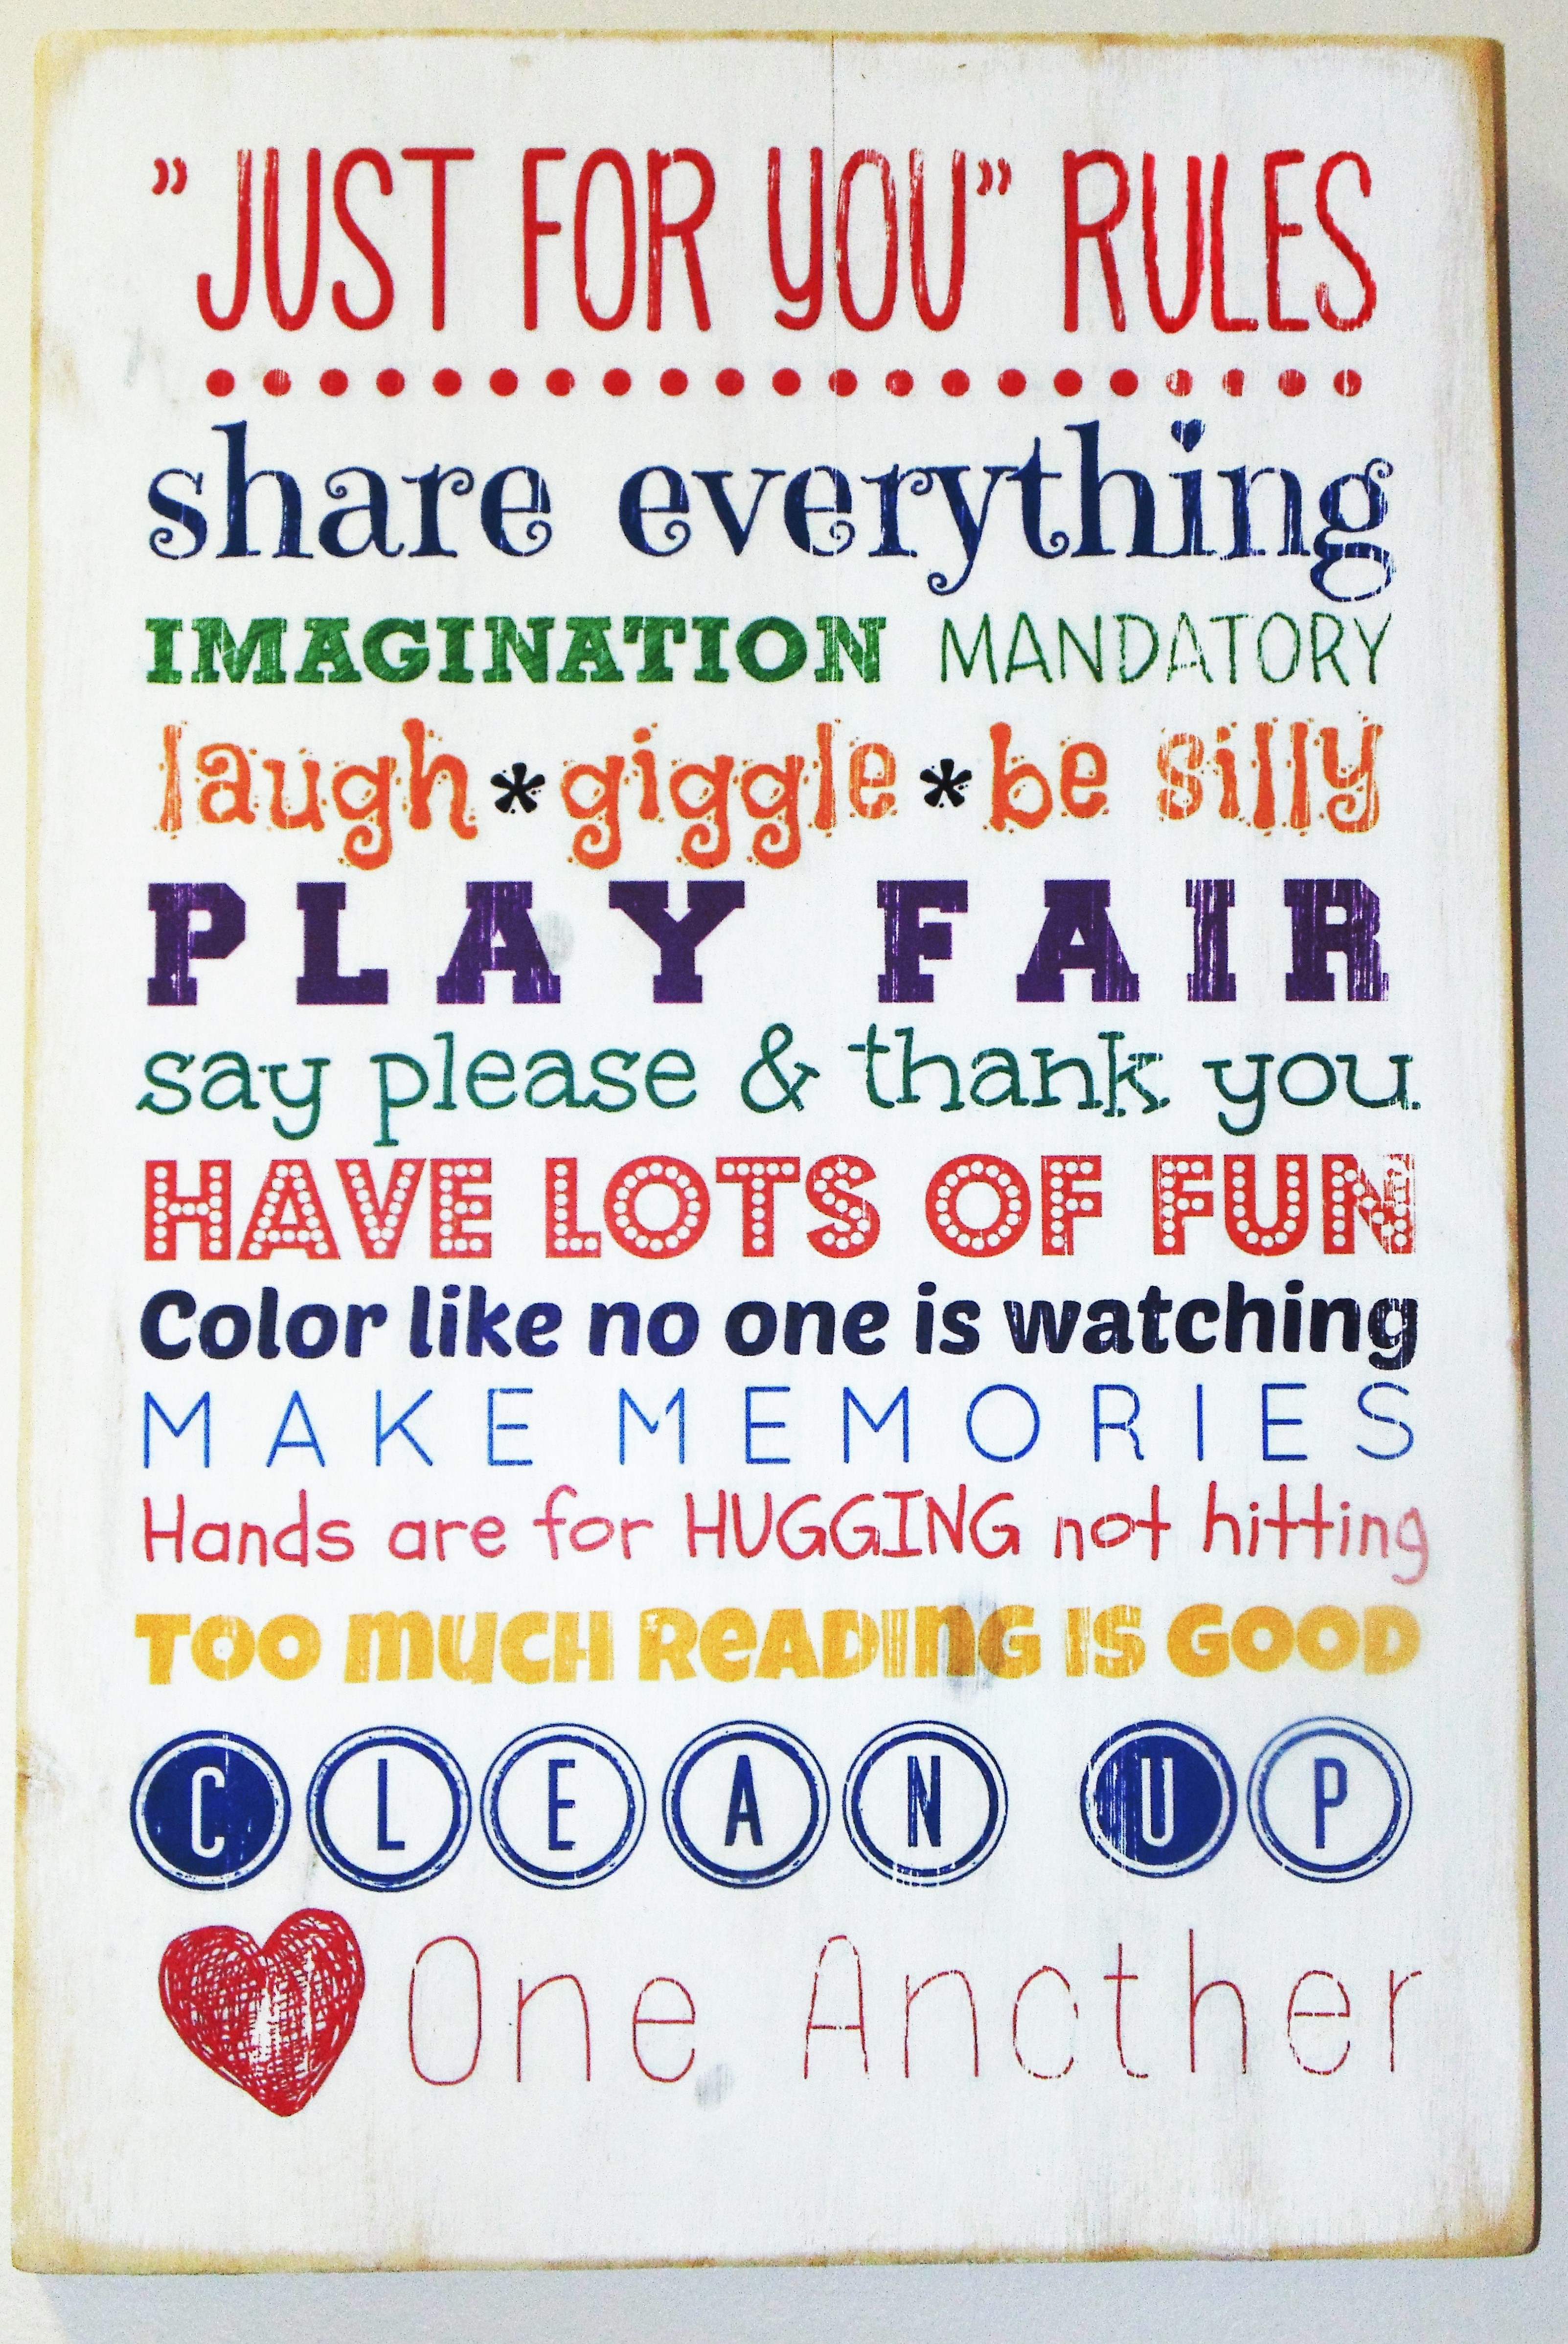 ”JUST FOR YOU” RULES
share everything
IMAGINATION MANDATORY
laugh*giggle*be silly
PLAY FAIR
say please & thank you.
HAVE LOTS OF FUN
Color like no one is watching
MAKE MEMORIES
Hands are for HUGGING not hitting
TOO MUCH READING IS GOOD
CLEAN UP
One Another